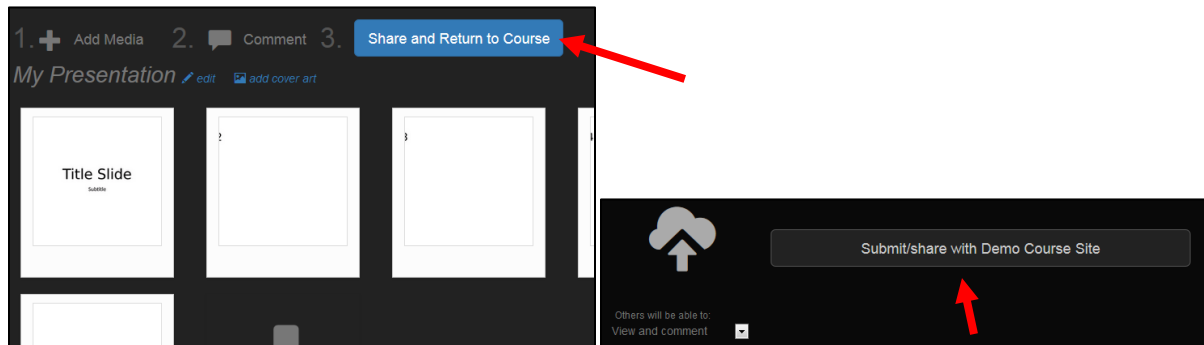 1. Add Media 2. Comment 3. Share and Return to Course
My Presentation edit add cover art
Title Slide
Subtitle
2
3
Submit/share with Demo Course Site
Others will be able to:
View and comment